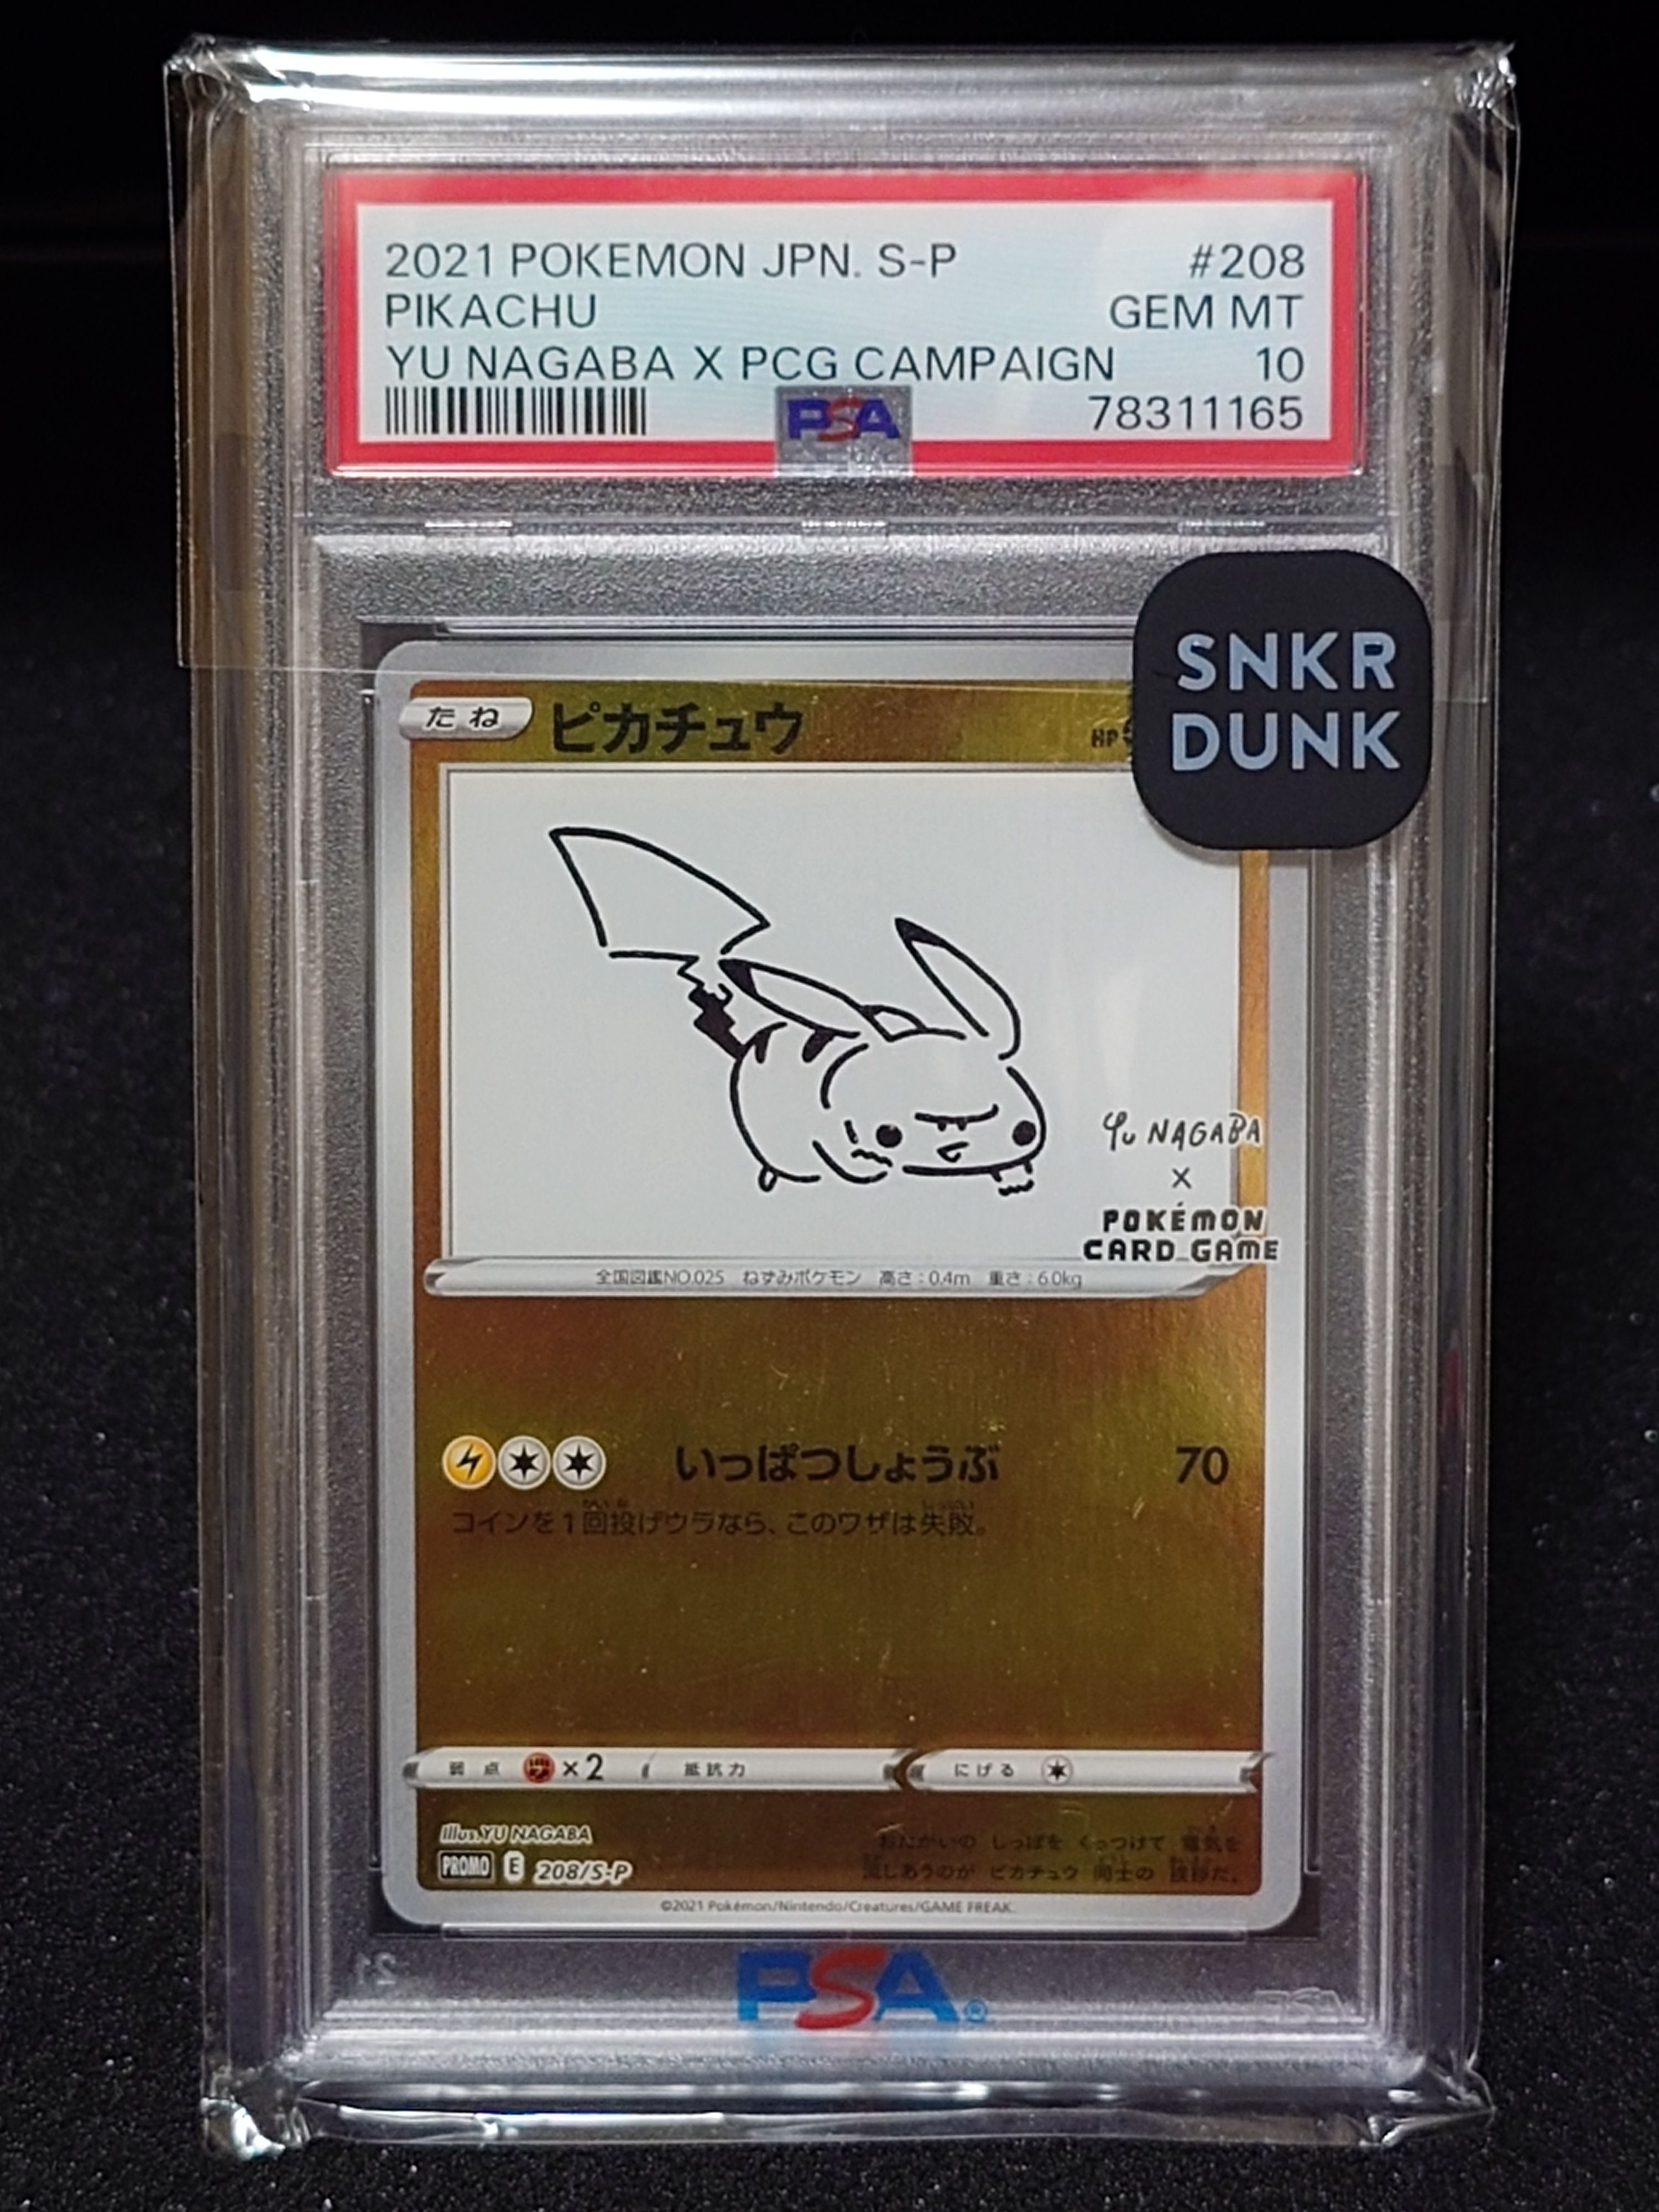 2021 POKEMON JPN. S-P #208
PIKACHU GEM MT
YU NAGABA X PCG CAMPAIGN 10
PSA 78311165
SNKR
DUNK
たね ピカチュウ HP
Yu NAGABA
×
POKÉMON
CARD GAME
全国図鑑NO.025 ねずみポケモン 高さ:0.4m 重さ:6.0kg
いっぱつしょうぶ 70
コインを1回投げウラなら、このワザは失敗。
弱点 ×2 抵抗力 にげる
Illus.YU NAGABA
PROMO E 208/S-P
おたがいの しっぽを くっつけて 電気を
流しあうのが ピカチュウ 同士の 挨拶だ。
©2021 Pokémon/Nintendo/Creatures/GAME FREAK.
21 PSA® PSA